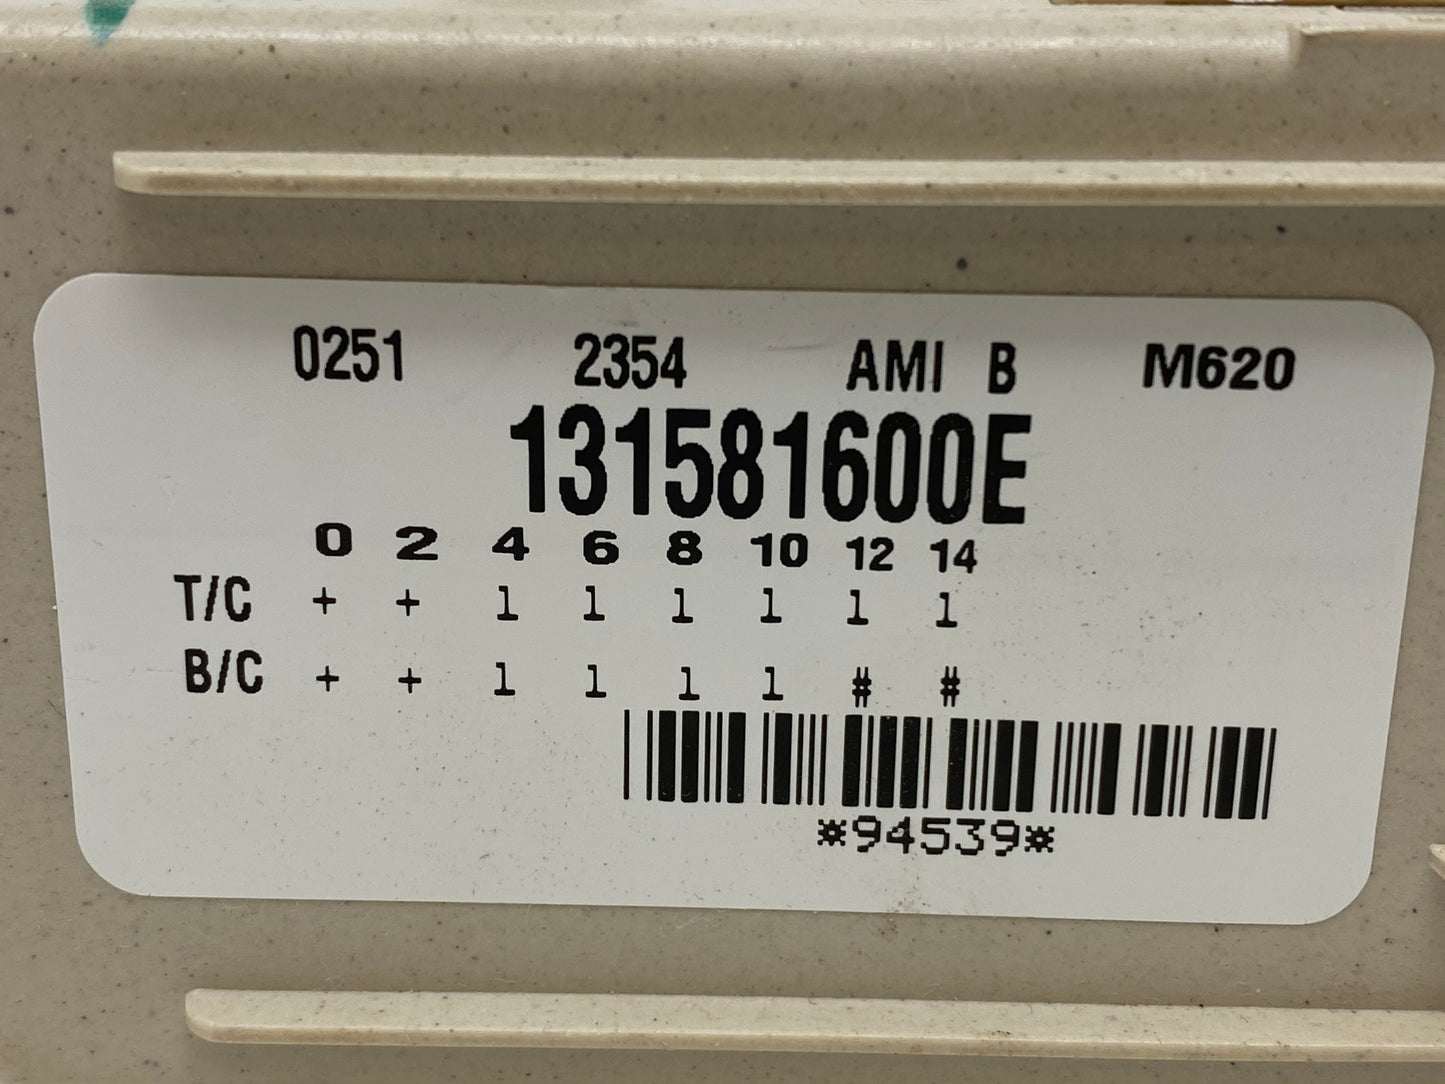 0251 2354 AMI B M620
131581600E
0 2 4 6 8 10 12 14
T/C + + 1 1 1 1 1 1
B/C + + 1 1 1 1 # #
*94539*